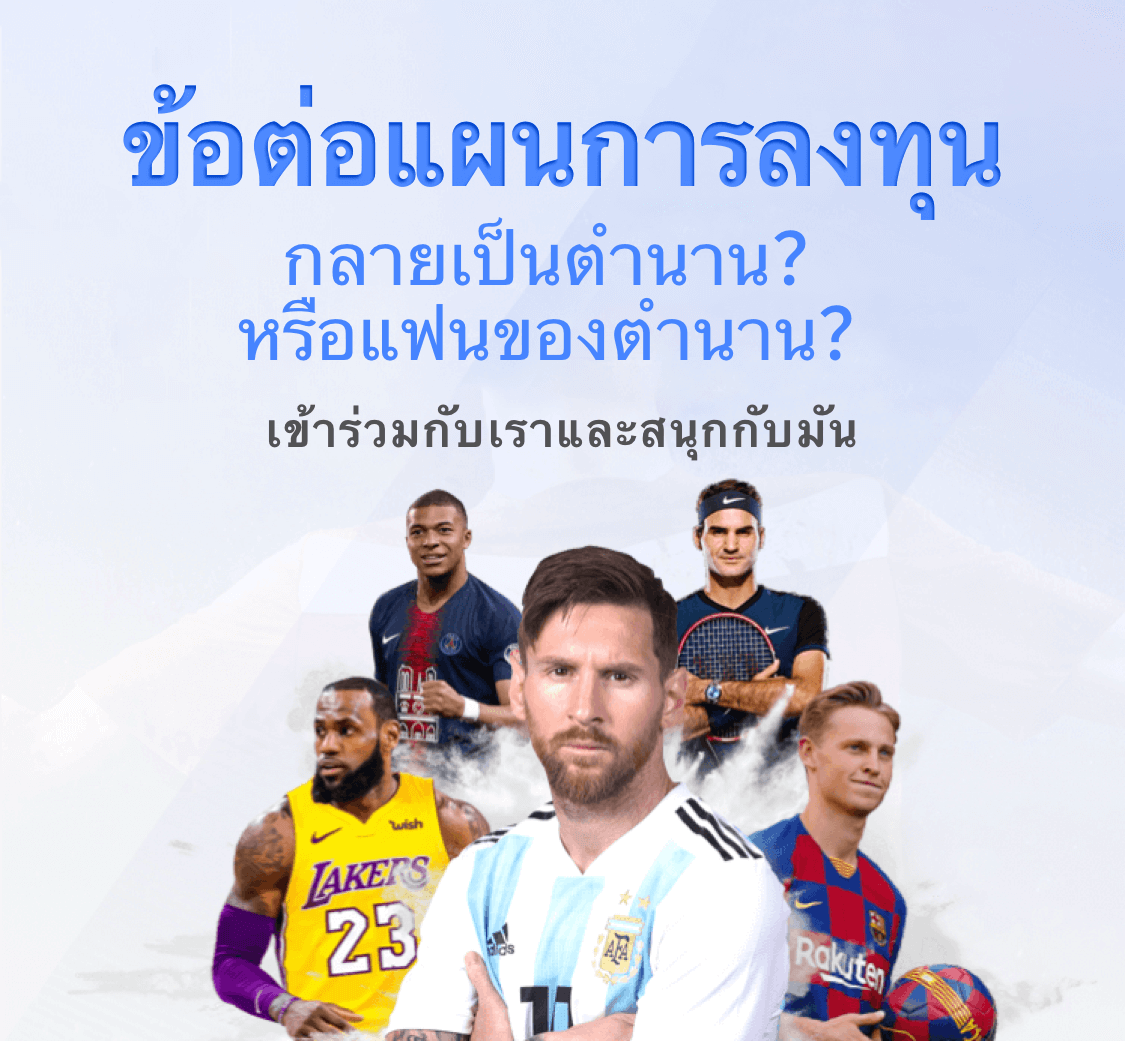 ข้อต่อแผนการลงทุน
กลายเป็นตำนาน?
หรือแฟนของตำนาน?
เข้าร่วมกับเราและสนุกกับมัน
wish
LAKERS
23
adidas
AFA
Rakuten